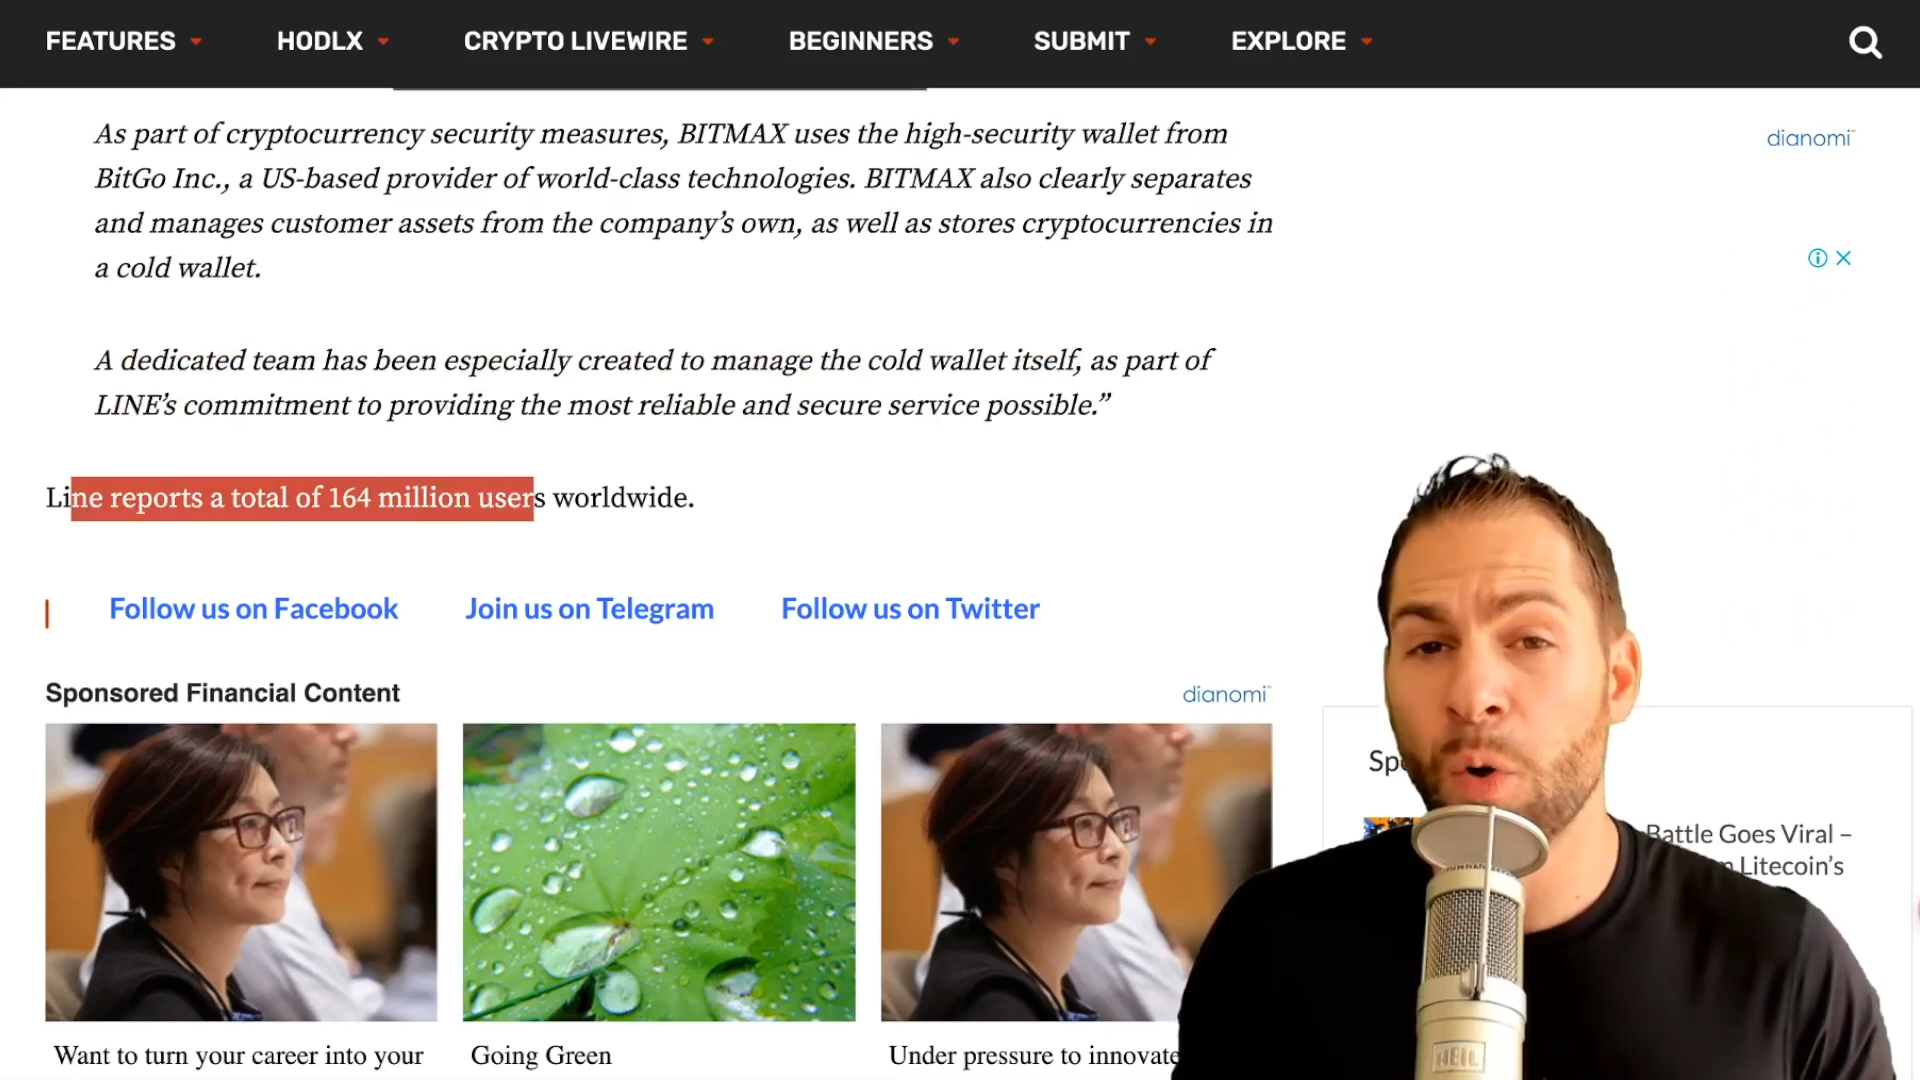 FEATURES HODLX CRYPTO LIVEWIRE BEGINNERS SUBMIT EXPLORE
As part of cryptocurrency security measures, BITMAX uses the high-security wallet from
BitGo Inc., a US-based provider of world-class technologies. BITMAX also clearly separates
and manages customer assets from the company’s own, as well as stores cryptocurrencies in
a cold wallet.
dianomi
A dedicated team has been especially created to manage the cold wallet itself, as part of
LINE’s commitment to providing the most reliable and secure service possible.”
Line reports a total of 164 million users worldwide.
Follow us on Facebook Join us on Telegram Follow us on Twitter
Sponsored Financial Content
dianomi
Want to turn your career into your
Going Green
Under pressure to innovate
Battle Goes Viral –
Litecoin’s
HEIL